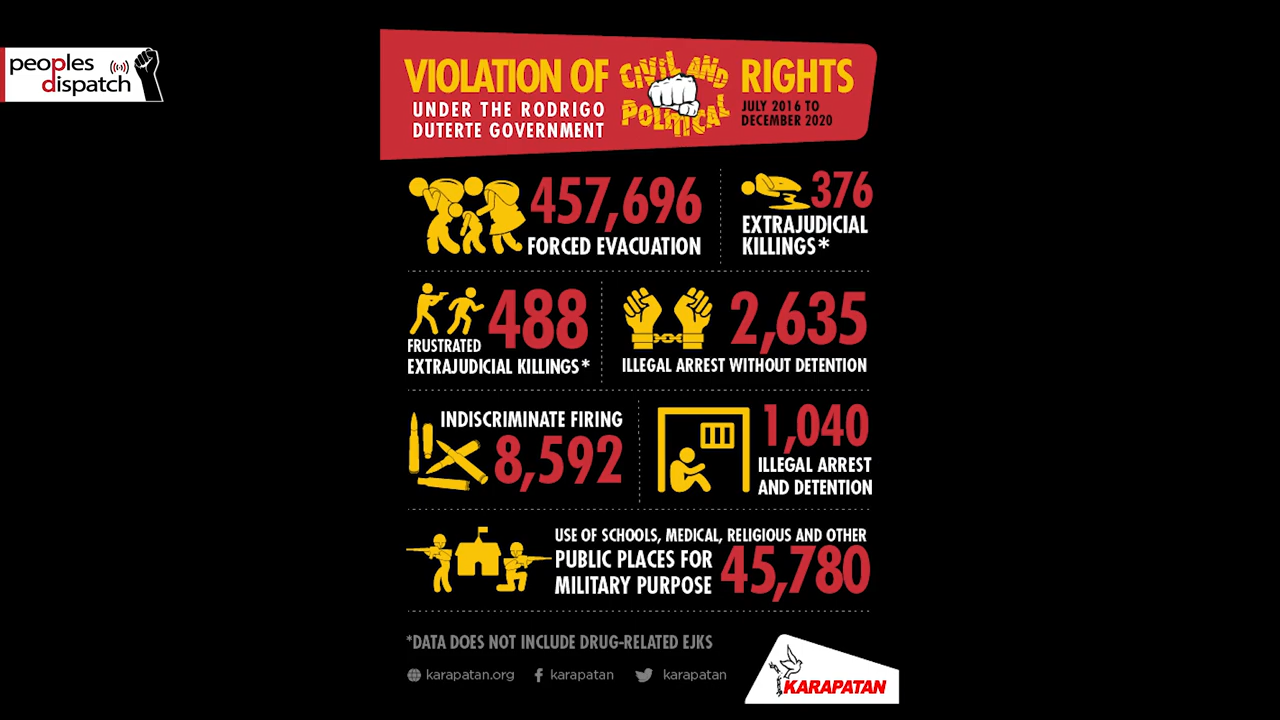 peoples
dispatch
VIOLATION OF CIVIL AND POLITICAL RIGHTS
UNDER THE RODRIGO
DUTERTE GOVERNMENT
JULY 2016 TO
DECEMBER 2020
457,696
FORCED EVACUATION
376
EXTRAJUDICIAL
KILLINGS*
488
FRUSTRATED
EXTRAJUDICIAL KILLINGS*
2,635
ILLEGAL ARREST WITHOUT DETENTION
INDISCRIMINATE FIRING
8,592
1,040
ILLEGAL ARREST
AND DETENTION
USE OF SCHOOLS, MEDICAL, RELIGIOUS AND OTHER
PUBLIC PLACES FOR
MILITARY PURPOSE
45,780
*DATA DOES NOT INCLUDE DRUG-RELATED EJKS
karapatan.org karapatan karapatan
KARAPATAN